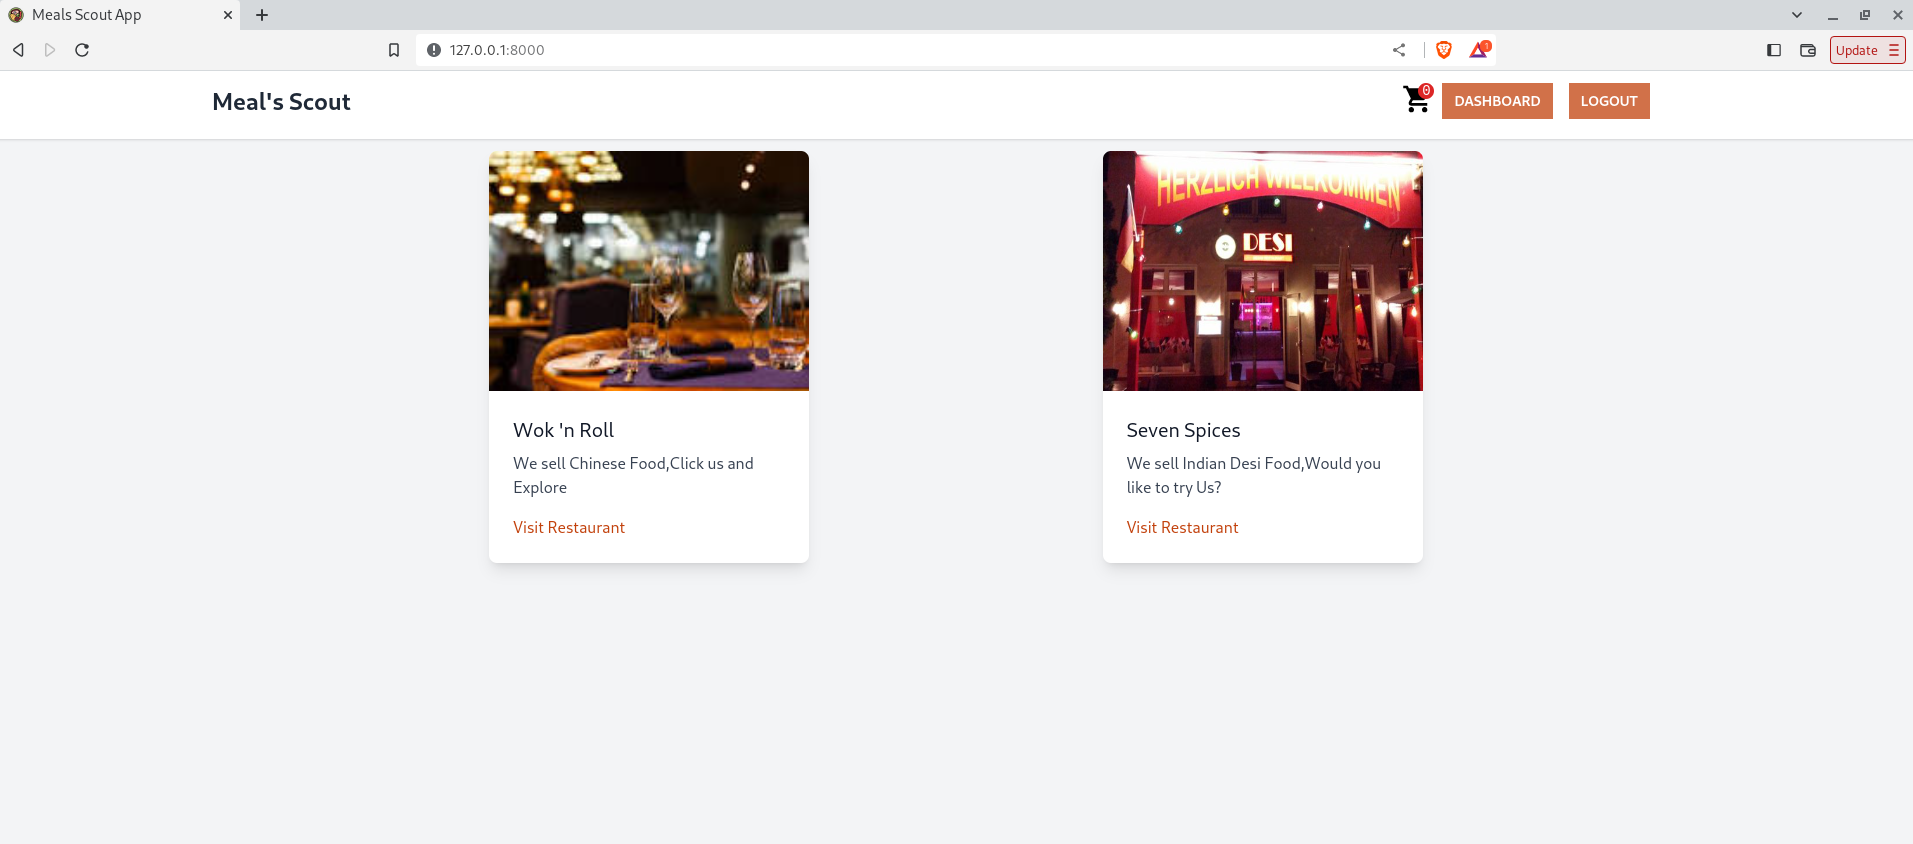 Meals Scout App
127.0.0.1:8000
1
Update
Meal's Scout
0
DASHBOARD
LOGOUT
HERZLICH WILLKOMMEN
DESI
Wok 'n Roll
We sell Chinese Food,Click us and
Explore
Visit Restaurant
Seven Spices
We sell Indian Desi Food,Would you
like to try Us?
Visit Restaurant